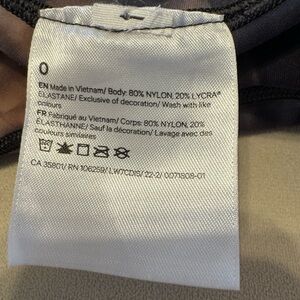 0
EN Made in Vietnam/ Body: 80% NYLON, 20% LYCRA®
ELASTANE/ Exclusive of decoration/ Wash with like
colours
FR Fabriqué au Vietnam/ Corps: 80% NYLON, 20%
ÉLASTHANNE/ Sauf la décoration/ Lavage avec des
couleurs similaires
CA 35801/ RN 106259/ LW7CDIS/ 22-2/ 0071808-01